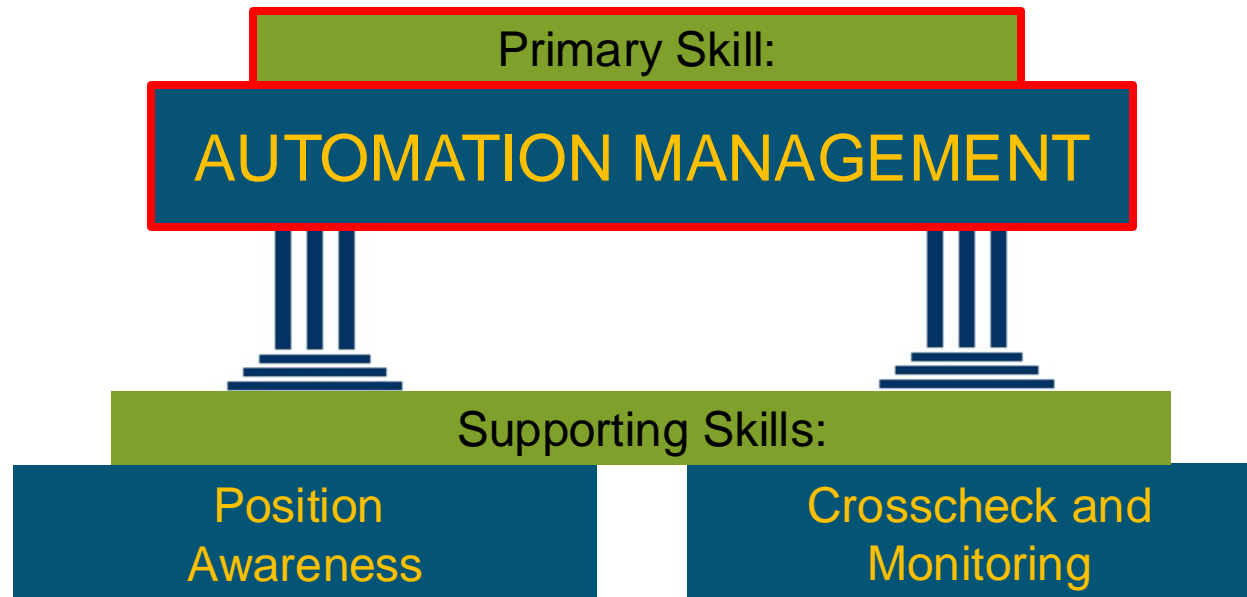 Primary Skill:
AUTOMATION MANAGEMENT
Supporting Skills:
Position
Awareness
Crosscheck and
Monitoring